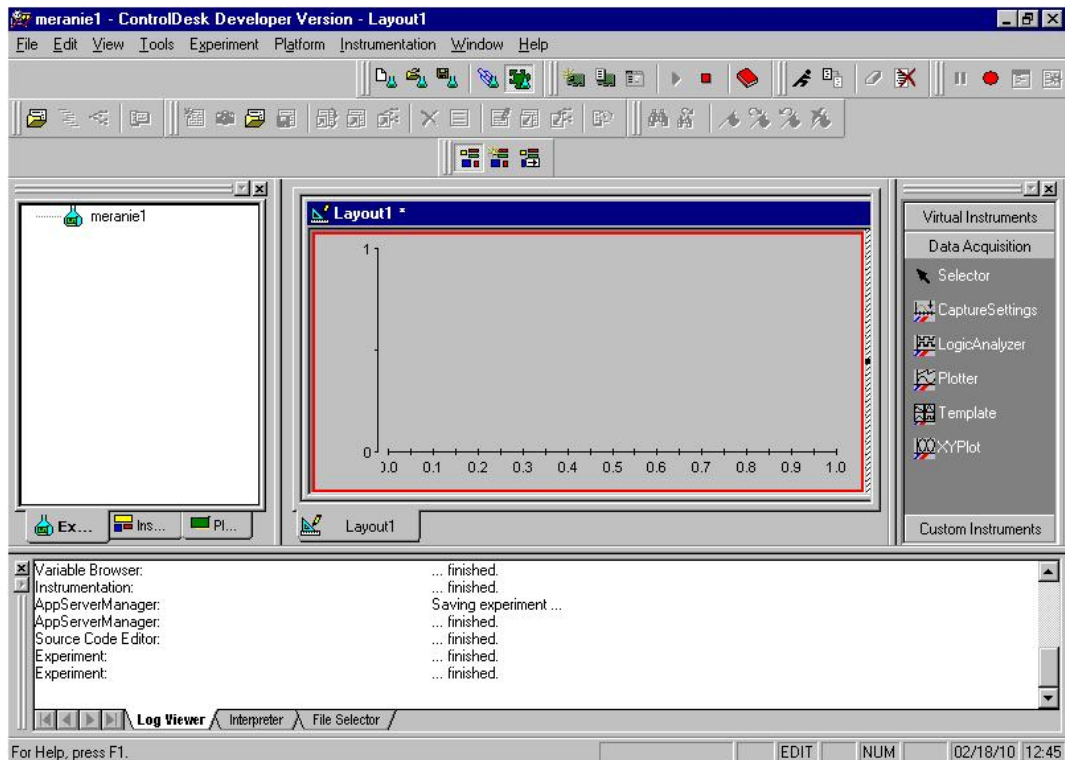 meranie1 - ControlDesk Developer Version - Layout1
File Edit View Tools Experiment Platform Instrumentation Window Help
meranie1
Ex...
Ins...
Pl...
Layout1 *
1
0
0.0 0.1 0.2 0.3 0.4 0.5 0.6 0.7 0.8 0.9 1.0
Layout1
Virtual Instruments
Data Acquisition
Selector
CaptureSettings
LogicAnalyzer
Plotter
Template
XYPlot
Custom Instruments
Variable Browser: ... finished.
Instrumentation: ... finished.
AppServerManager: Saving experiment ...
AppServerManager: ... finished.
Source Code Editor: ... finished.
Experiment: ... finished.
Experiment: ... finished.
Log Viewer Interpreter File Selector
For Help, press F1. EDIT NUM 02/18/10 12:45